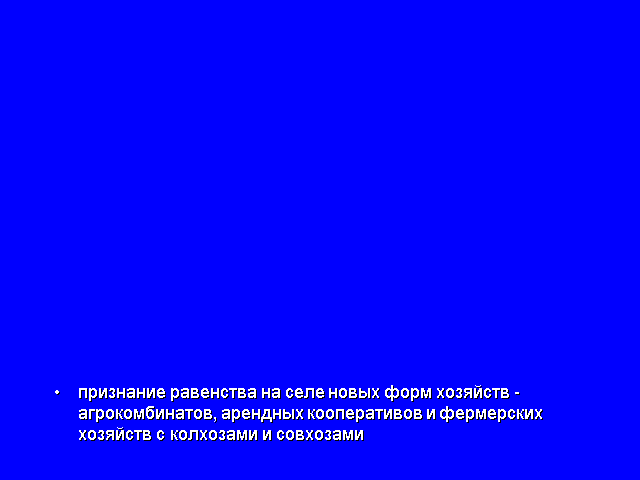 • признание равенства на селе новых форм хозяйств -
агрокомбинатов, арендных кооперативов и фермерских
хозяйств с колхозами и совхозами